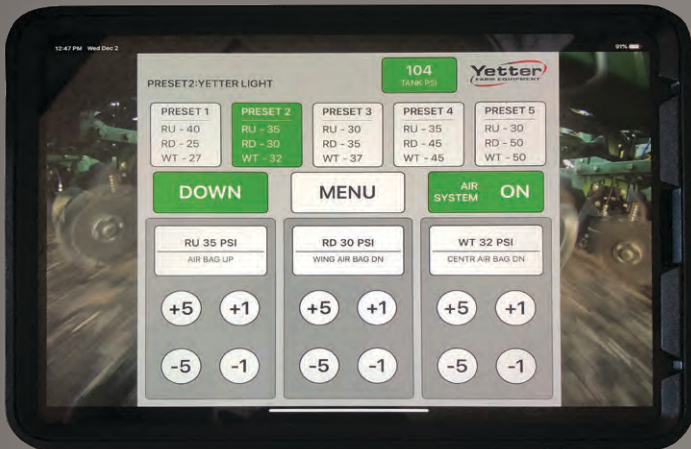 12:47 PM Wed Dec 2
91%
PRESET2:YETTER LIGHT
104
TANK PSI
Yetter
FARM EQUIPMENT
PRESET 1
RU - 40
RD - 25
WT - 27
PRESET 2
RU - 35
RD - 30
WT - 32
PRESET 3
RU - 30
RD - 35
WT - 37
PRESET 4
RU - 35
RD - 45
WT - 45
PRESET 5
RU - 30
RD - 50
WT - 50
DOWN
MENU
AIR
SYSTEM ON
RU 35 PSI
AIR BAG UP
RD 30 PSI
WING AIR BAG DN
WT 32 PSI
CENTR AIR BAG DN
+5 +1
-5 -1
+5 +1
-5 -1
+5 +1
-5 -1